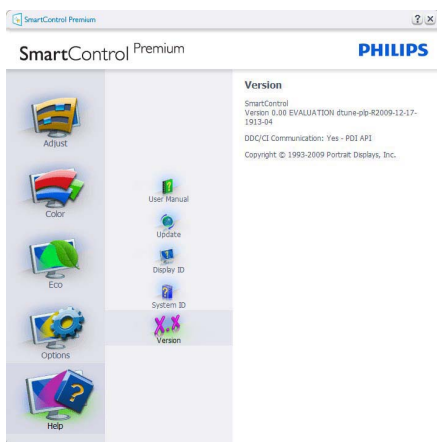 SmartControl Premium
SmartControl Premium
PHILIPS
Adjust
Color
Eco
Options
Help
User Manual
Update
Display ID
System ID
X.X
Version
Version
SmartControl
Version 0.00 EVALUATION dtune-plp-R2009-12-17-
1913-04
DDC/CI Communication: Yes - PDI API
Copyright © 1993-2009 Portrait Displays, Inc.